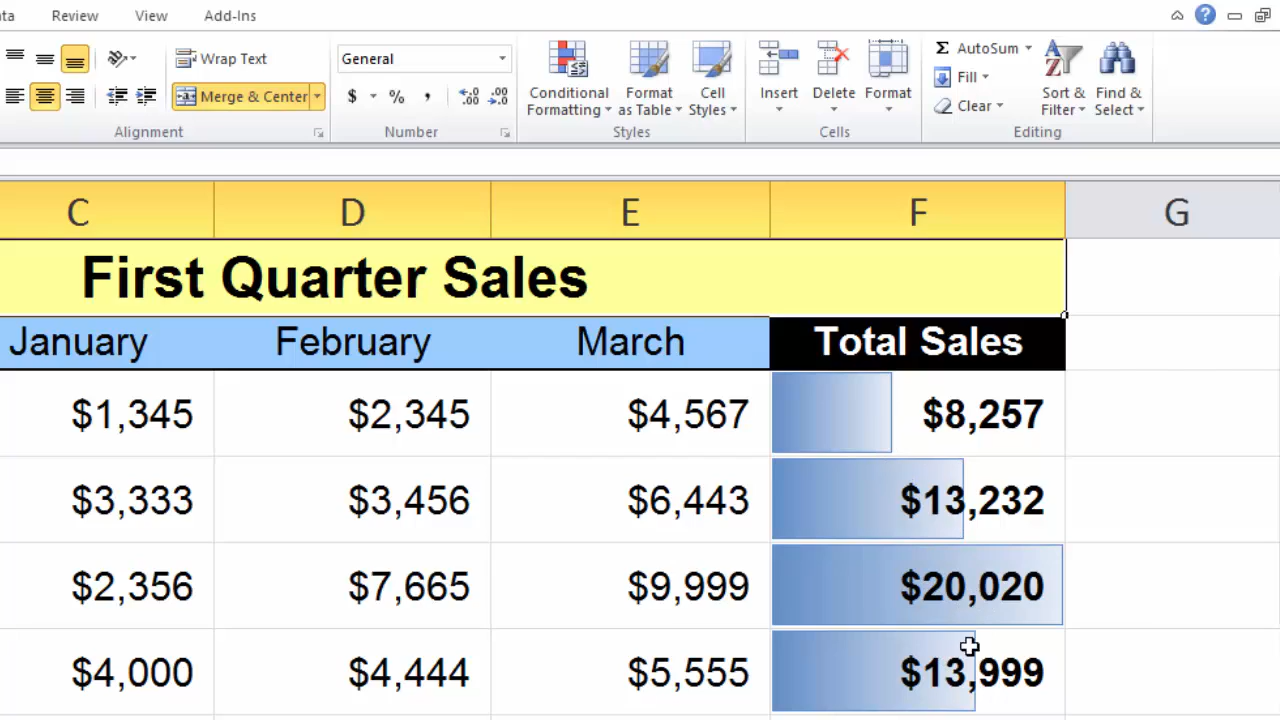 ta Review View Add-Ins
Wrap Text
General
AutoSum
Fill
Clear
Merge & Center
$ % , .00 .00
Conditional Formatting
Format as Table
Cell Styles
Insert Delete Format
Sort & Filter
Find & Select
Alignment Number Styles Cells Editing
C D E F G
First Quarter Sales
January February March Total Sales
$1,345 $2,345 $4,567 $8,257
$3,333 $3,456 $6,443 $13,232
$2,356 $7,665 $9,999 $20,020
$4,000 $4,444 $5,555 $13,999